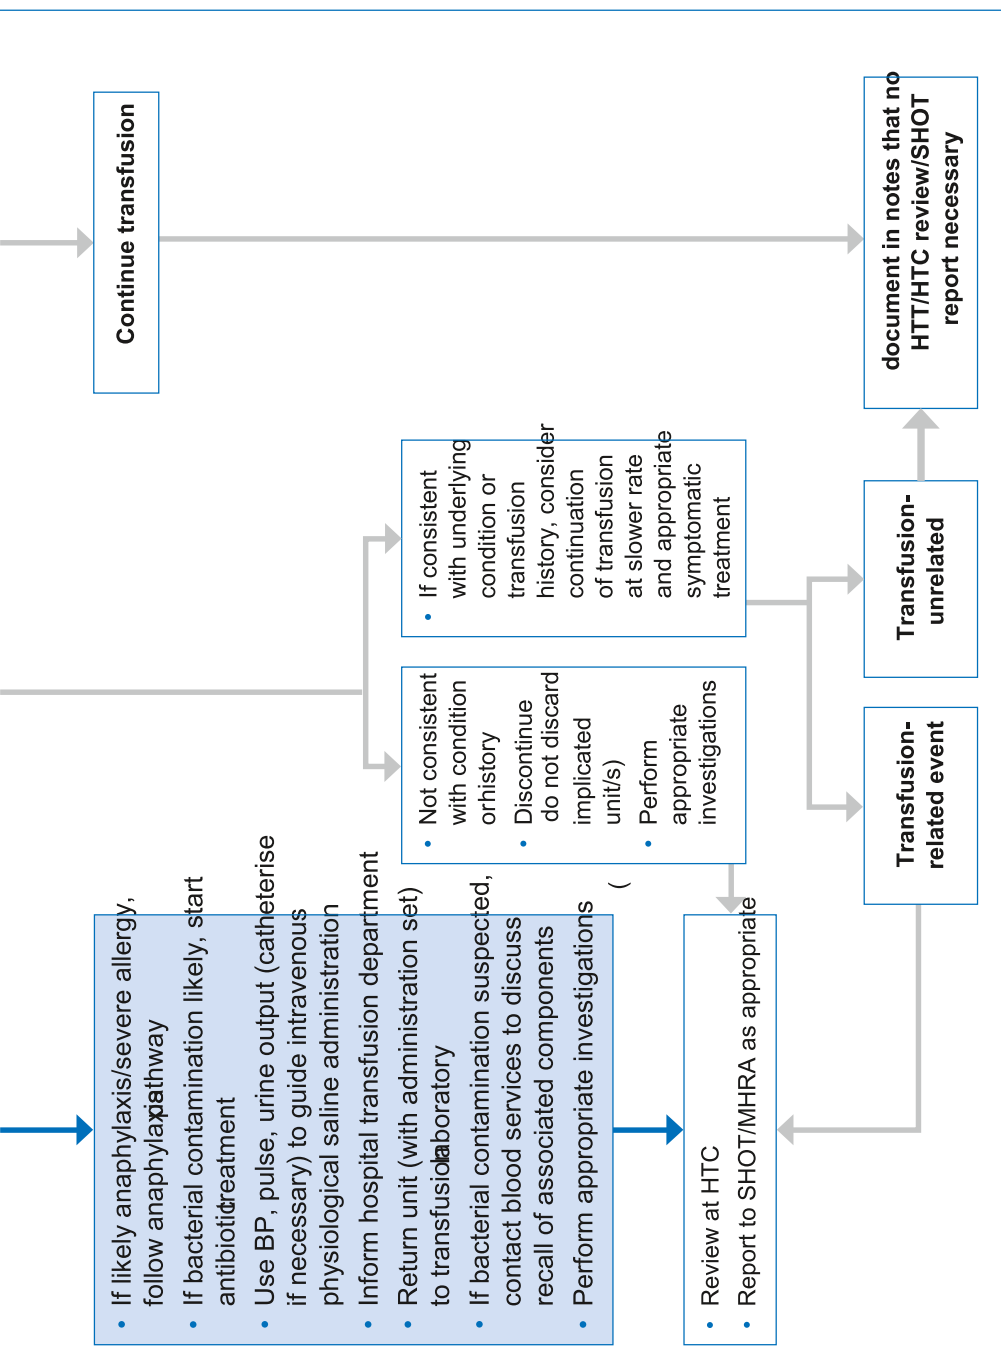 • If likely anaphylaxis/severe allergy,
follow anaphylaxis pathway
• If bacterial contamination likely, start
antibiotic treatment
• Use BP, pulse, urine output (catheterise
if necessary) to guide intravenous
physiological saline administration
• Inform hospital transfusion department
• Return unit (with administration set)
to transfusion laboratory
• If bacterial contamination suspected,
contact blood services to discuss
recall of associated components
• Perform appropriate investigations
(
• Review at HTC
• Report to SHOT/MHRA as appropriate
• Not consistent
with condition
orhistory
• Discontinue
do not discard
implicated
unit/s)
• Perform
appropriate
investigations
• If consistent
with underlying
condition or
transfusion
history, consider
continuation
of transfusion
at slower rate
and appropriate
symptomatic
treatment
Transfusion-
related event
Transfusion-
unrelated
Continue transfusion
document in notes that no
HTT/HTC review/SHOT
report necessary